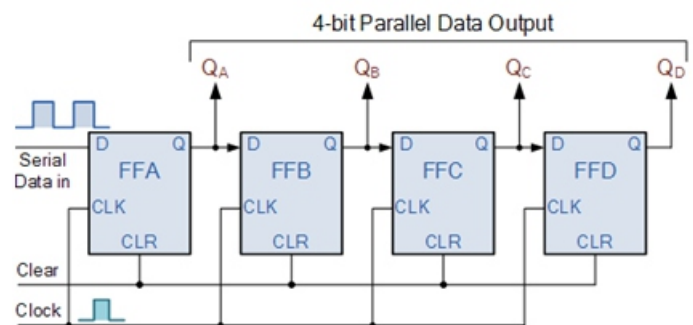 4-bit Parallel Data Output
QA QB QC QD
Serial
Data in
D Q D Q D Q D Q
FFA FFB FFC FFD
CLK CLK CLK CLK
CLR CLR CLR CLR
Clear
Clock